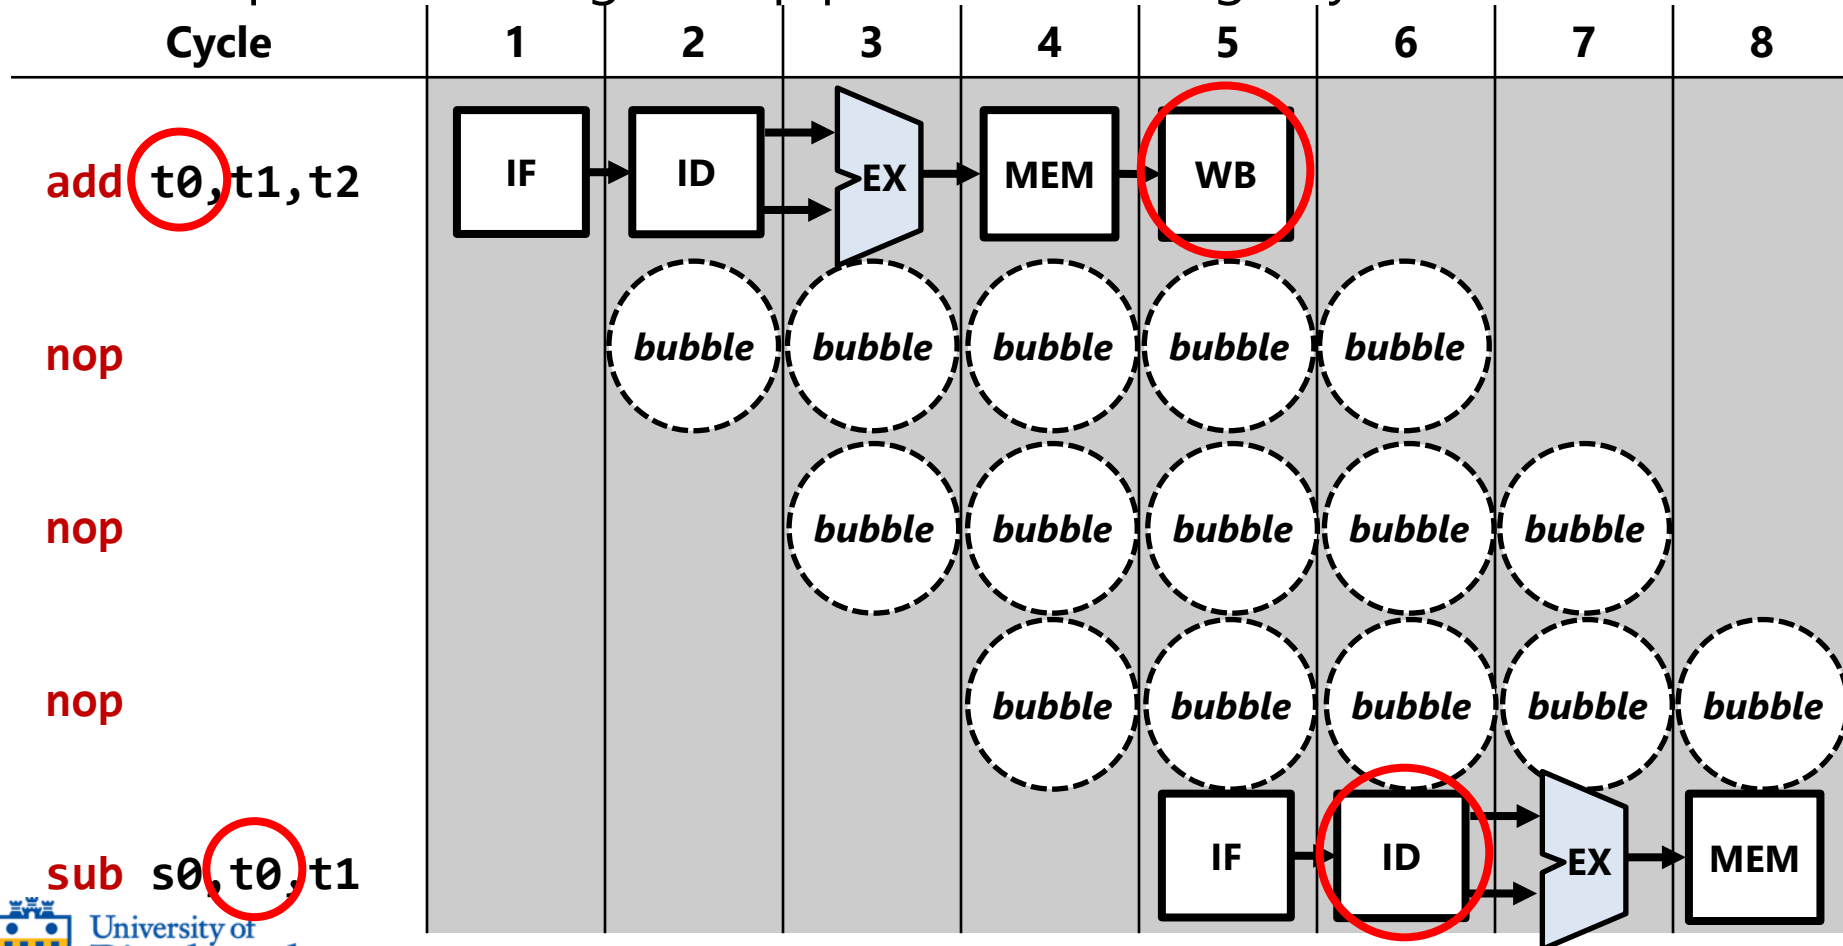 Cycle 1 2 3 4 5 6 7 8
add t0,t1,t2 IF ID EX MEM WB
nop bubble bubble bubble bubble bubble
nop bubble bubble bubble bubble bubble
nop bubble bubble bubble bubble bubble
sub s0,t0,t1 IF ID EX MEM
University of